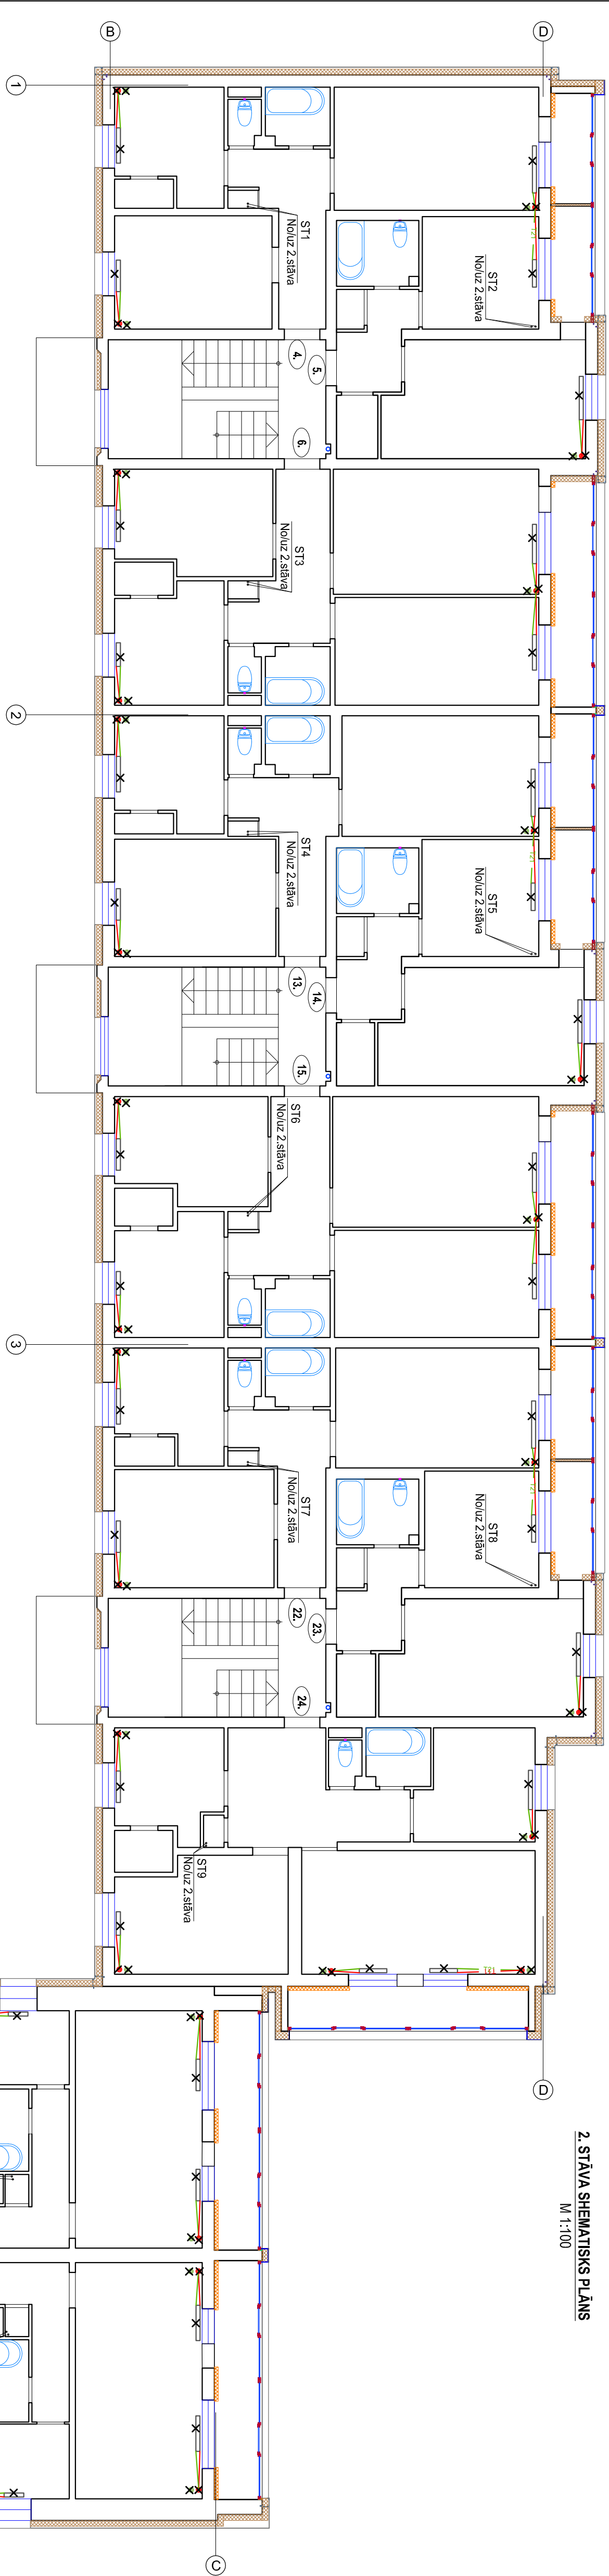 B
D
1
ST1
No/uz 2.stāva
ST2
No/uz 2.stāva
4.
5.
6.
ST3
No/uz 2.stāva
2
ST4
No/uz 2.stāva
ST5
No/uz 2.stāva
13.
14.
15.
ST6
No/uz 2.stāva
3
ST7
No/uz 2.stāva
ST8
No/uz 2.stāva
22.
23.
24.
ST9
No/uz 2.stāva
D
2. STĀVA SHEMATISKS PLĀNS
M 1:100
C